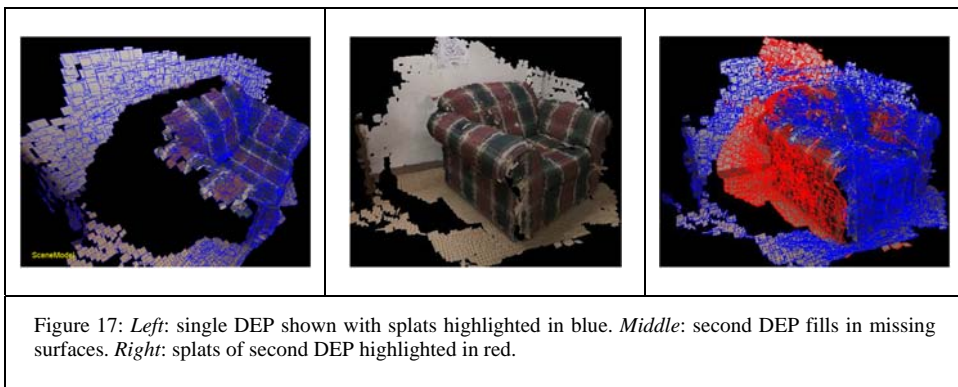 SceneModel
Figure 17: Left: single DEP shown with splats highlighted in blue. Middle: second DEP fills in missing
surfaces. Right: splats of second DEP highlighted in red.